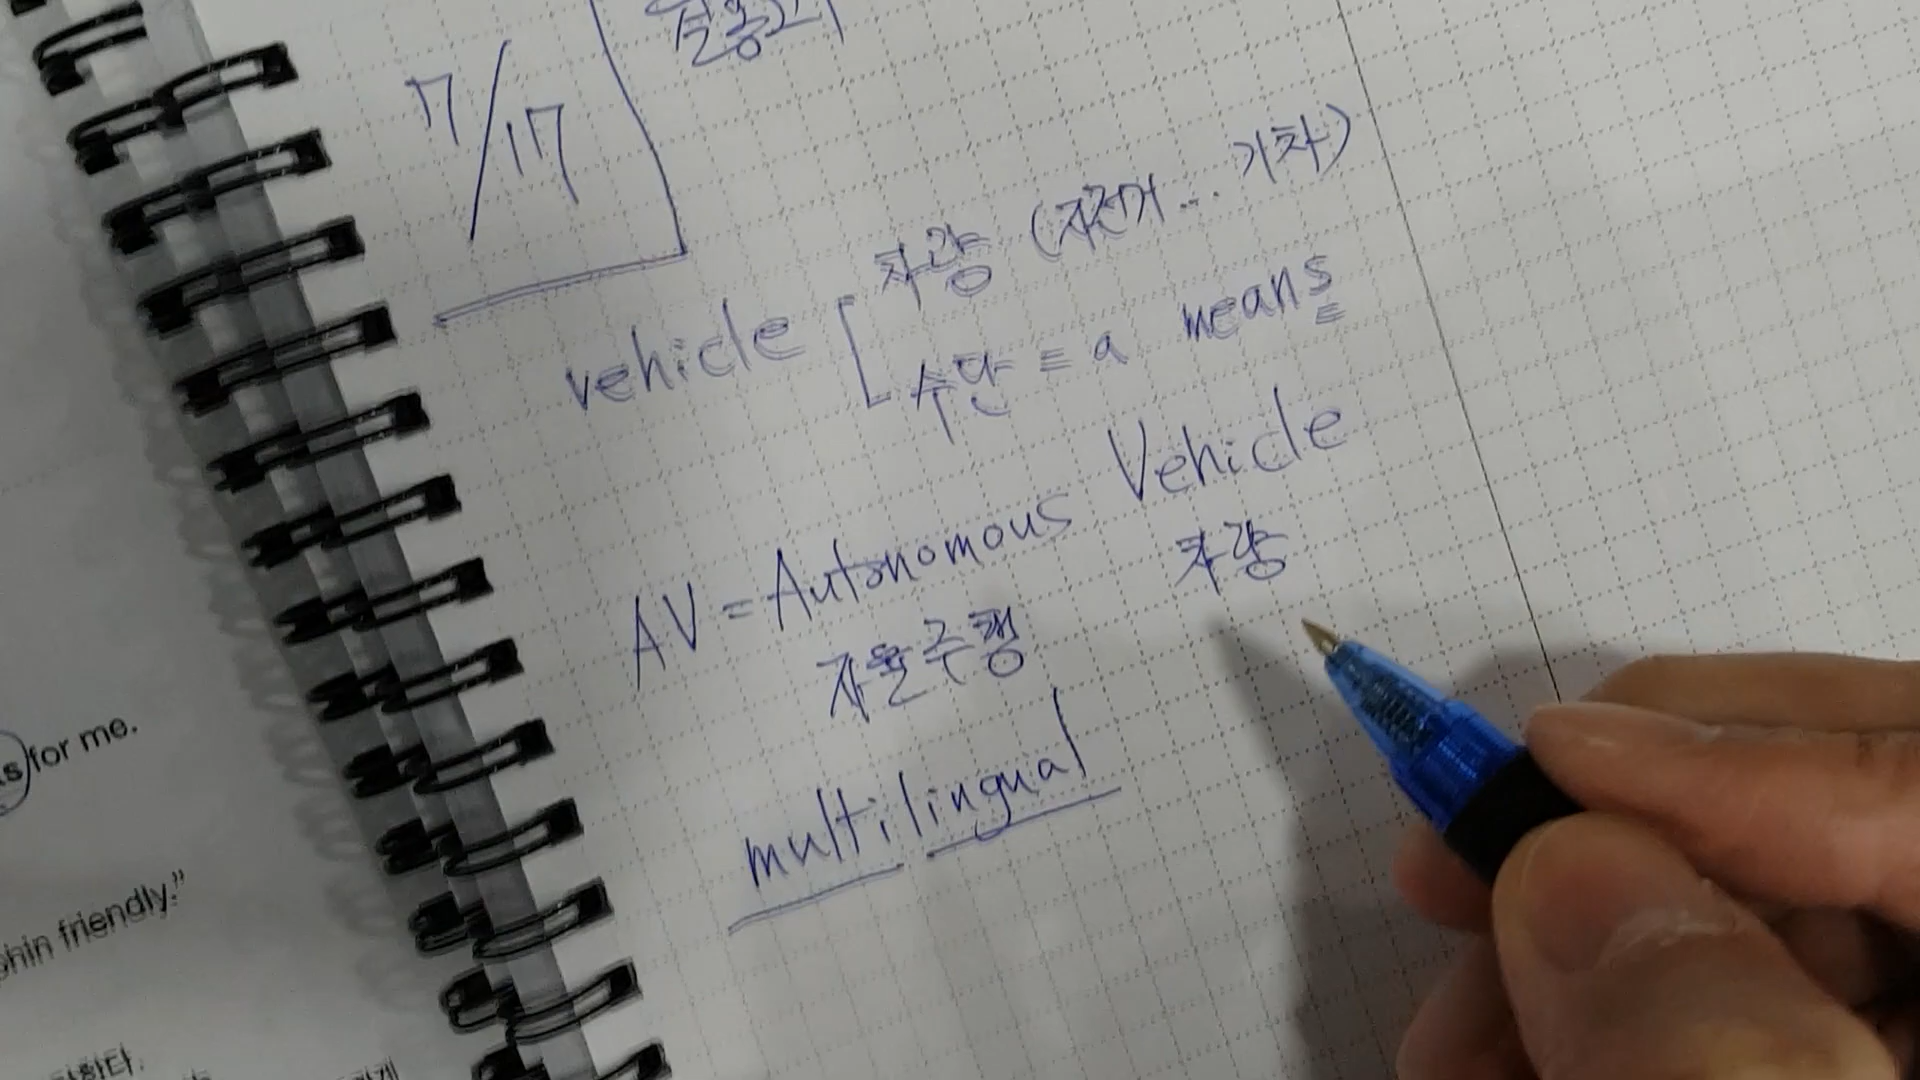 7/17
vehicle [ 차량 (자전거... 기차)
수단 = a means
AV = Autonomous Vehicle
자율주행 차량
multilingual
for me.
friendly."